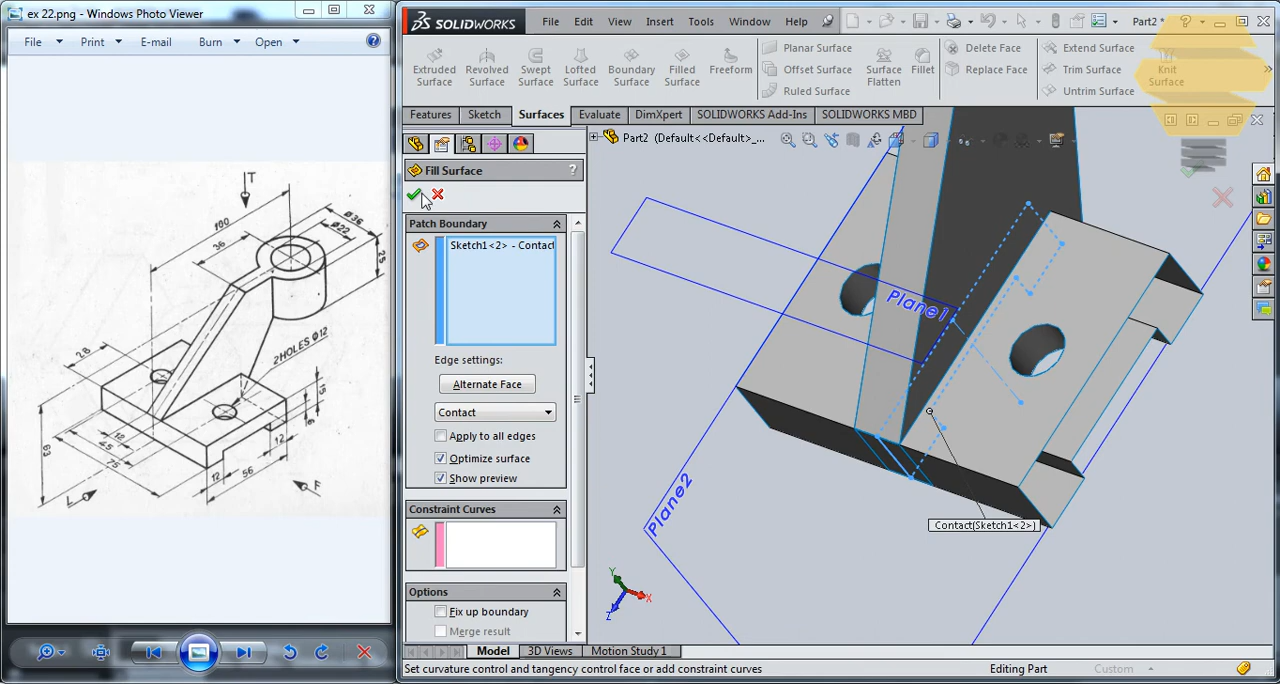 ex 22.png - Windows Photo Viewer
File Print E-mail Burn Open
T
100
36
Ø36
Ø22
25
2HOLES Ø12
28
15
6
63
12
45
75
12
12
56
L
F
SOLIDWORKS File Edit View Insert Tools Window Help Part2 *
Extruded Surface
Revolved Surface
Swept Surface
Lofted Surface
Boundary Surface
Filled Surface
Freeform
Planar Surface
Offset Surface
Ruled Surface
Surface Flatten
Fillet
Delete Face
Replace Face
Extend Surface
Trim Surface
Untrim Surface
Knit Surface
Features Sketch Surfaces Evaluate DimXpert SOLIDWORKS Add-Ins SOLIDWORKS MBD
Part2 (Default<<Default>_...
Fill Surface ?
Patch Boundary
Sketch1<2> - Contact
Edge settings:
Alternate Face
Contact
Apply to all edges
Optimize surface
Show preview
Constraint Curves
Options
Fix up boundary
Merge result
Plane1
Plane2
Contact(Sketch1<2>)
Y
X
Z
Model 3D Views Motion Study 1
Set curvature control and tangency control face or add constraint curves Editing Part Custom